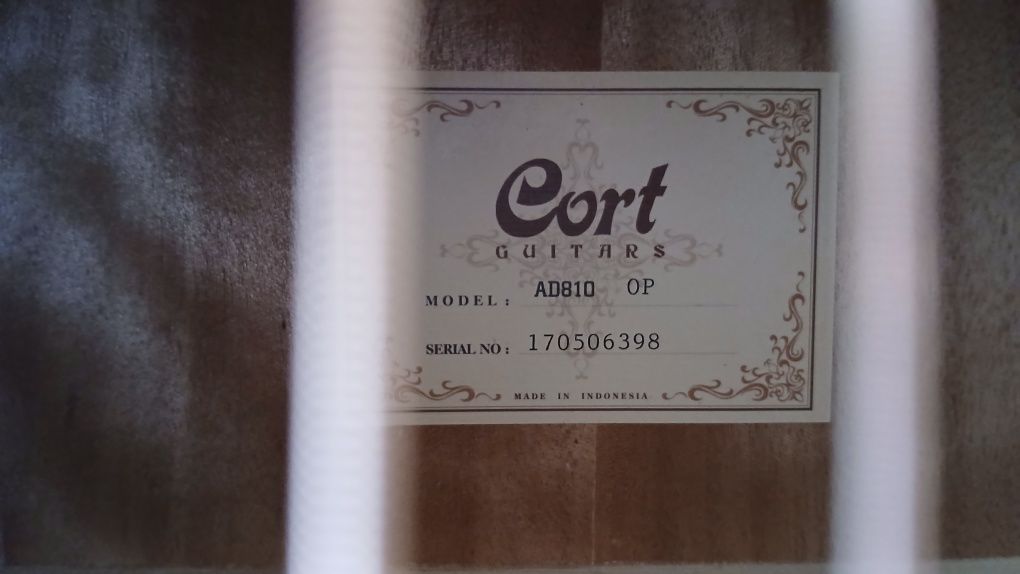 Cort
GUITARS
MODEL: AD810 OP
SERIAL NO: 170506398
MADE IN INDONESIA